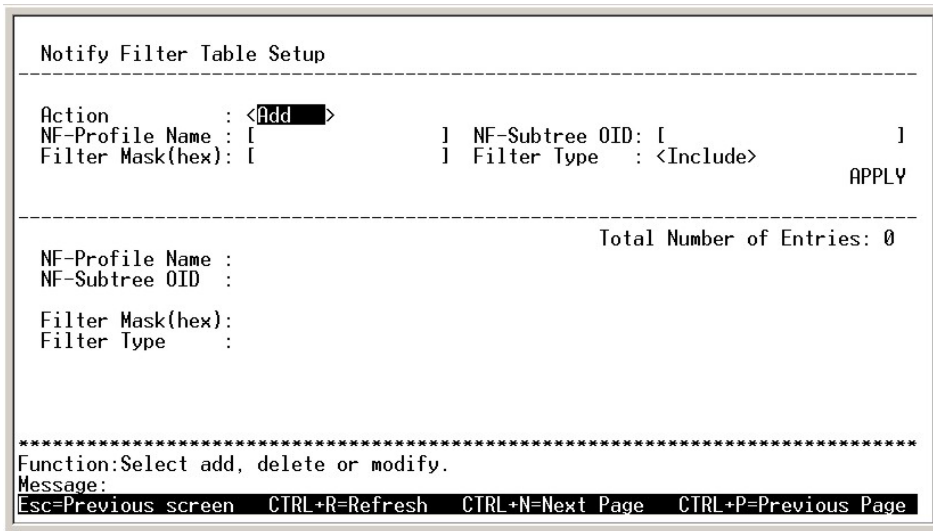 Notify Filter Table Setup
Action : <Add >
NF-Profile Name : [ ] NF-Subtree OID: [ ]
Filter Mask(hex): [ ] Filter Type : <Include>
APPLY
Total Number of Entries: 0
NF-Profile Name :
NF-Subtree OID :
Filter Mask(hex):
Filter Type :
*******************************************************************************
Function:Select add, delete or modify.
Message:
Esc=Previous screen CTRL+R=Refresh CTRL+N=Next Page CTRL+P=Previous Page